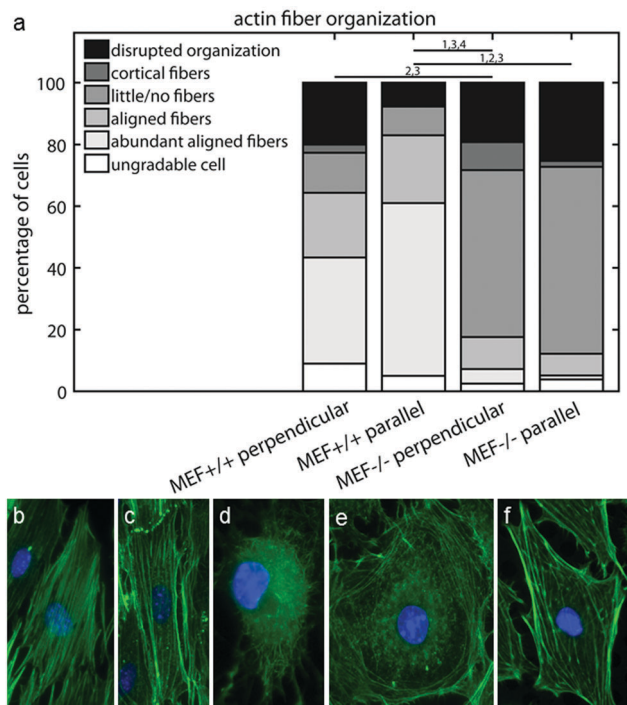 a
actin fiber organization
disrupted organization
cortical fibers
little/no fibers
aligned fibers
abundant aligned fibers
ungradable cell
1,3,4
1,2,3
2,3
percentage of cells
100
80
60
40
20
0
MEF+/+ perpendicular
MEF+/+ parallel
MEF-/- perpendicular
MEF-/- parallel
b
c
d
e
f